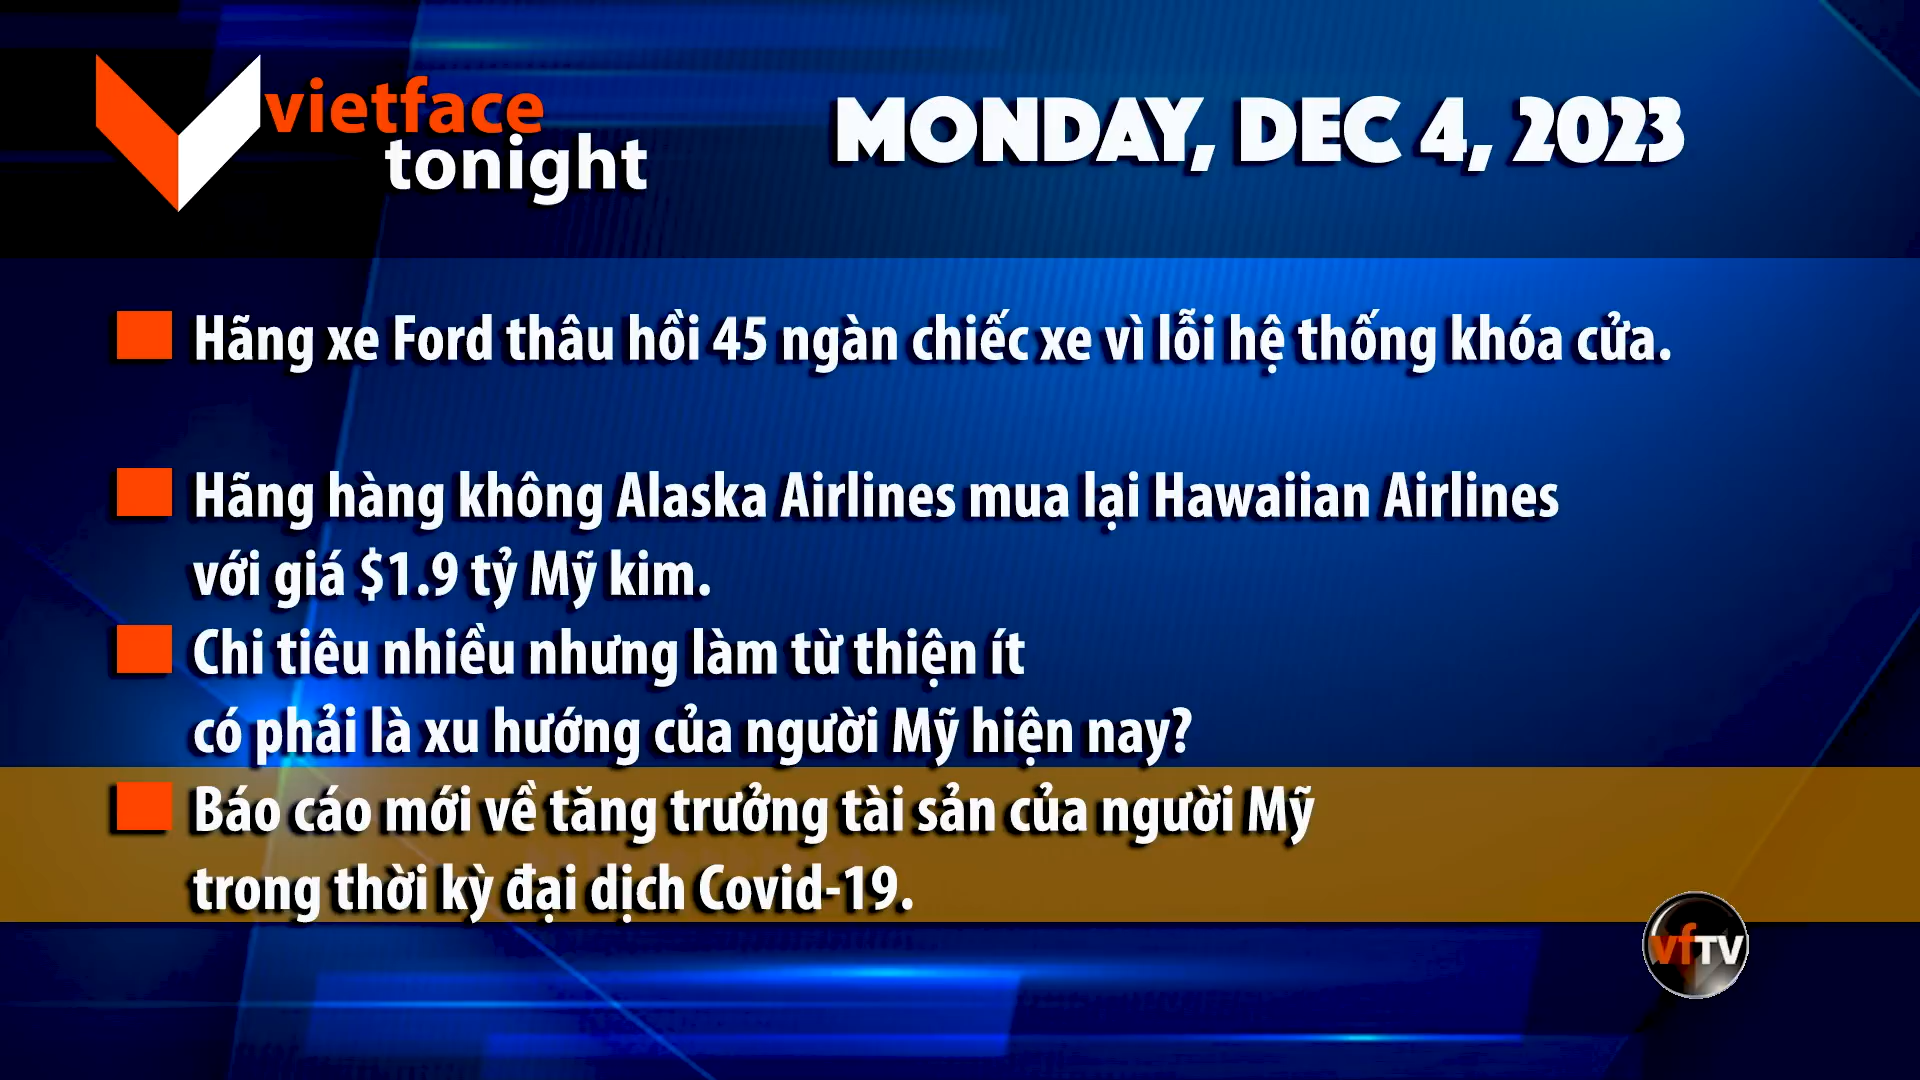 vietface
tonight
MONDAY, DEC 4, 2023
Hãng xe Ford thâu hồi 45 ngàn chiếc xe vì lỗi hệ thống khóa cửa.
Hãng hàng không Alaska Airlines mua lại Hawaiian Airlines
với giá $1.9 tỷ Mỹ kim.
Chi tiêu nhiều nhưng làm từ thiện ít
có phải là xu hướng của người Mỹ hiện nay?
Báo cáo mới về tăng trưởng tài sản của người Mỹ
trong thời kỳ đại dịch Covid-19.
vfTV